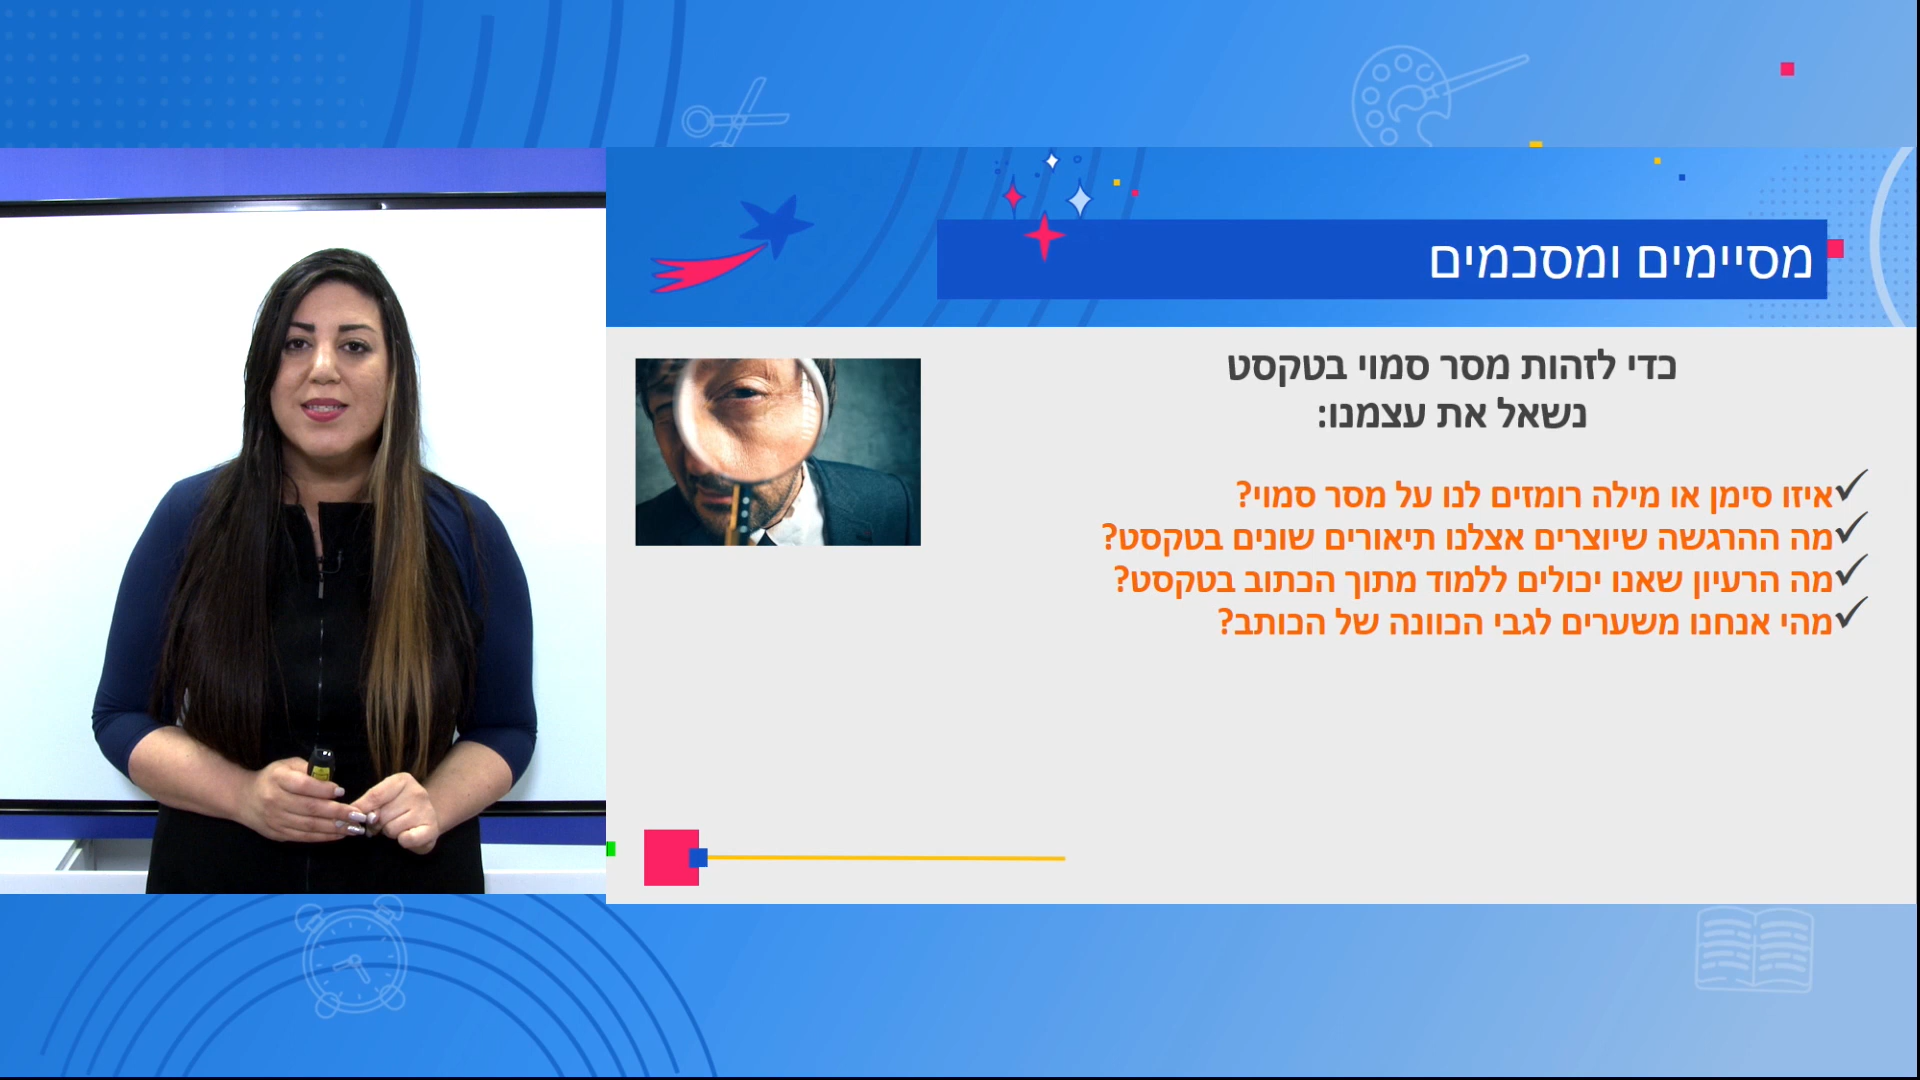 מסיימים ומסכמים
כדי לזהות מסר סמוי בטקסט
נשאל את עצמנו:
איזו סימן או מילה רומזים לנו על מסר סמוי?
מה ההרגשה שיוצרים אצלנו תיאורים שונים בטקסט?
מה הרעיון שאנו יכולים ללמוד מתוך הכתוב בטקסט?
מהי אנחנו משערים לגבי הכוונה של הכותב?